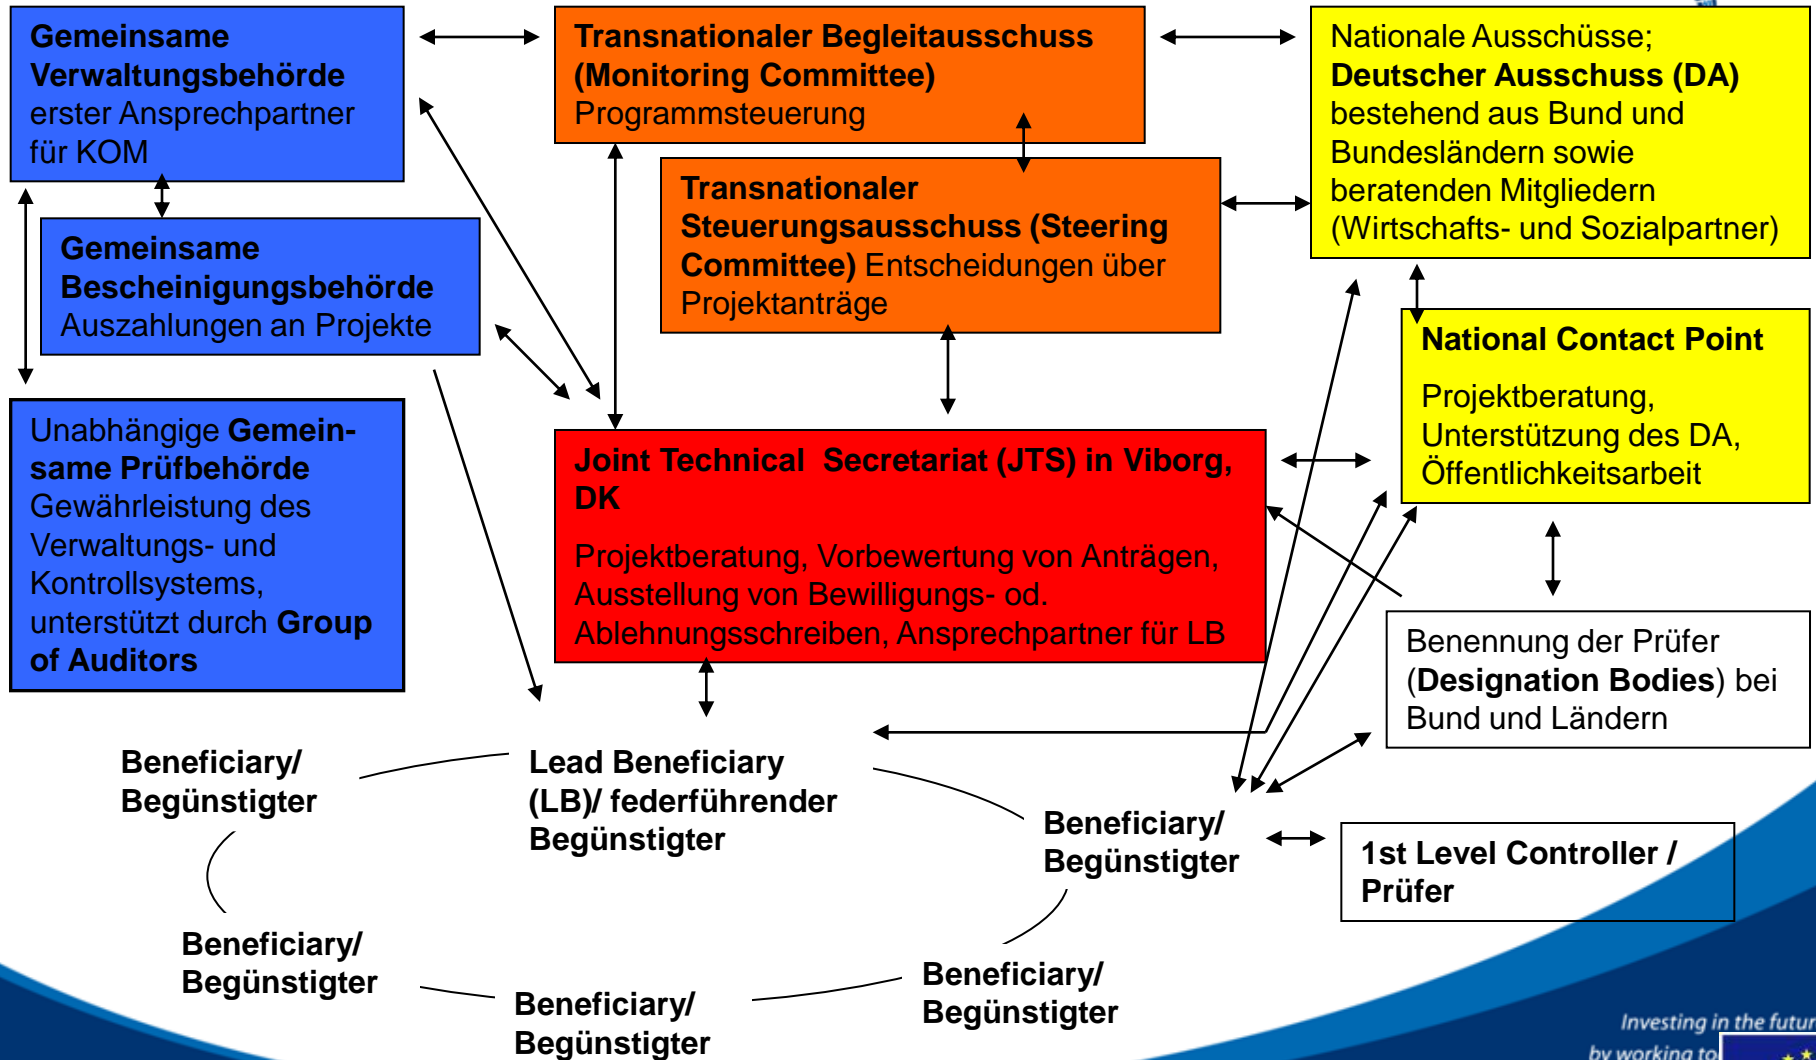 Gemeinsame
Verwaltungsbehörde
erster Ansprechpartner
für KOM
Transnationaler Begleitausschuss
(Monitoring Committee)
Programmsteuerung
Nationale Ausschüsse;
Deutscher Ausschuss (DA)
bestehend aus Bund und
Bundesländern sowie
beratenden Mitgliedern
(Wirtschafts- und Sozialpartner)
Transnationaler
Steuerungsausschuss (Steering
Committee) Entscheidungen über
Projektanträge
Gemeinsame
Bescheinigungsbehörde
Auszahlungen an Projekte
National Contact Point
Projektberatung,
Unterstützung des DA,
Öffentlichkeitsarbeit
Unabhängige Gemein-
same Prüfbehörde
Gewährleistung des
Verwaltungs- und
Kontrollsystems,
unterstützt durch Group
of Auditors
Joint Technical Secretariat (JTS) in Viborg,
DK
Projektberatung, Vorbewertung von Anträgen,
Ausstellung von Bewilligungs- od.
Ablehnungsschreiben, Ansprechpartner für LB
Benennung der Prüfer
(Designation Bodies) bei
Bund und Ländern
Beneficiary/
Begünstigter
Lead Beneficiary
(LB)/ federführender
Begünstigter
Beneficiary/
Begünstigter
1st Level Controller /
Prüfer
Beneficiary/
Begünstigter
Beneficiary/
Begünstigter
Beneficiary/
Begünstigter
Investing in the futur
by working to